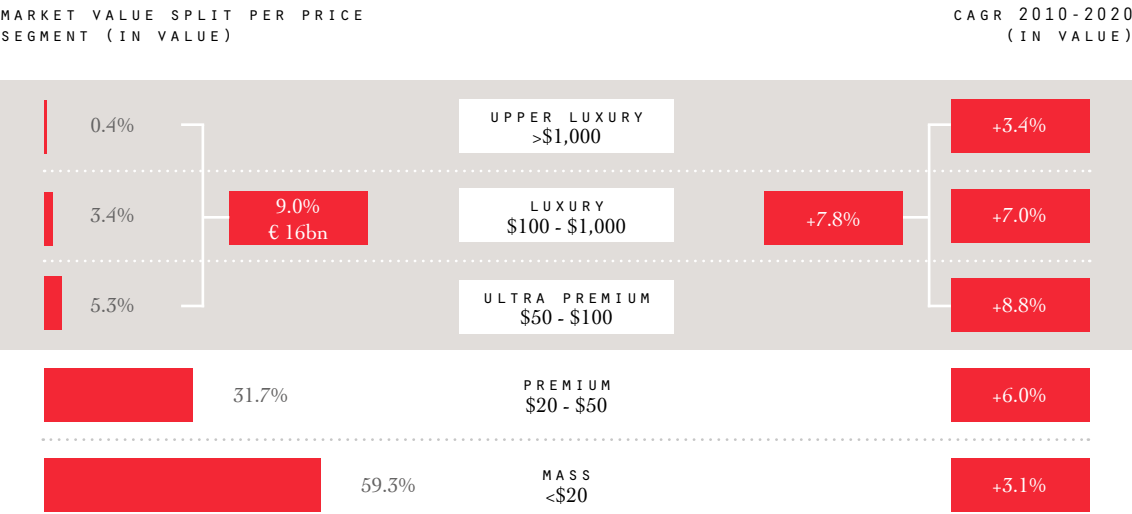 MARKET VALUE SPLIT PER PRICE
SEGMENT (IN VALUE)
CAGR 2010-2020
(IN VALUE)
0.4%
UPPER LUXURY
>$1,000
+3.4%
3.4%
9.0%
€ 16bn
LUXURY
$100 - $1,000
+7.8%
+7.0%
5.3%
ULTRA PREMIUM
$50 - $100
+8.8%
31.7%
PREMIUM
$20 - $50
+6.0%
59.3%
MASS
<$20
+3.1%